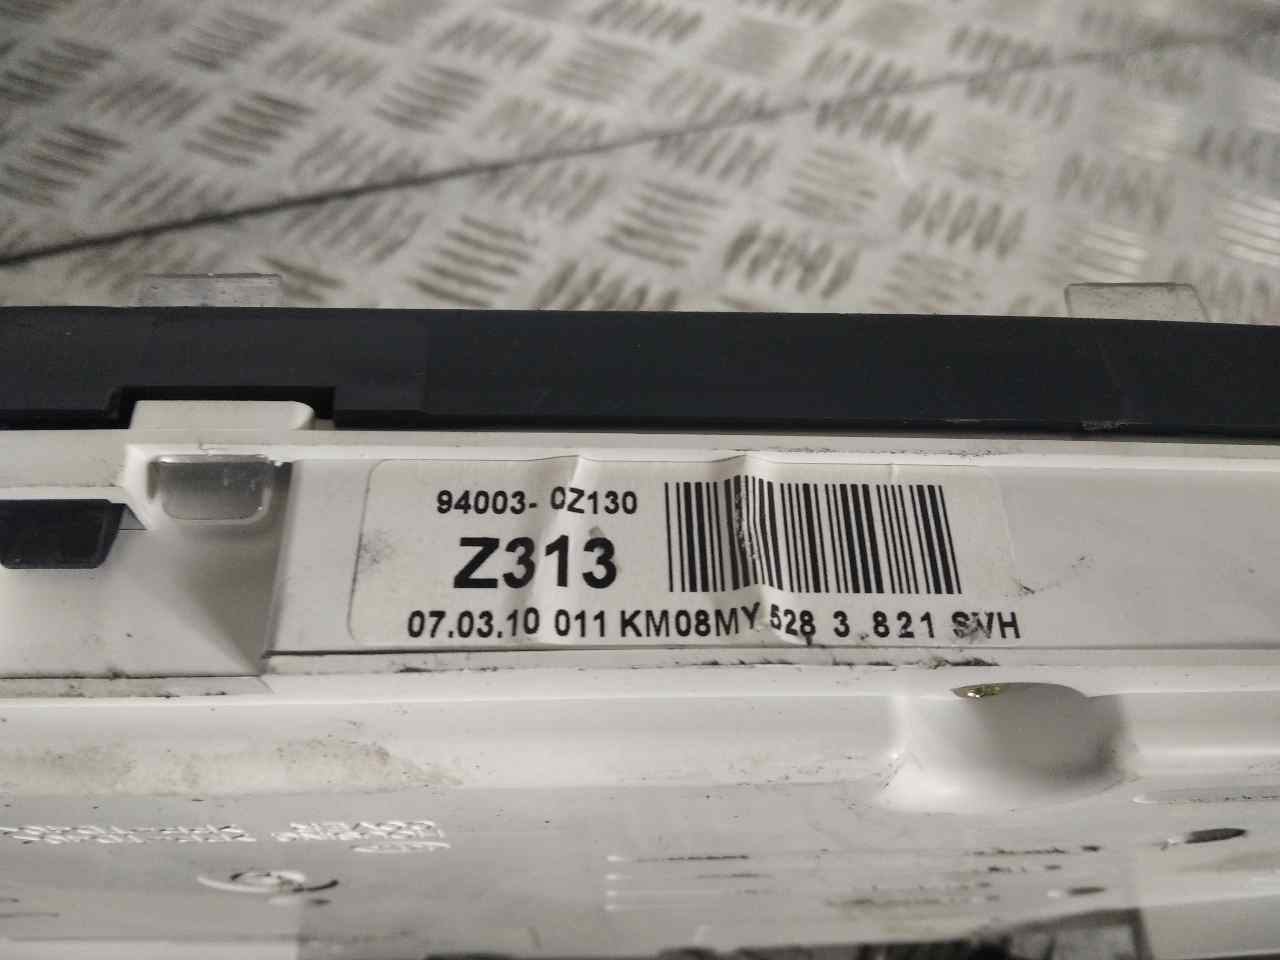 94003- 0Z130
Z313
07.03.10 011 KM08MY 528 3 821 SVH